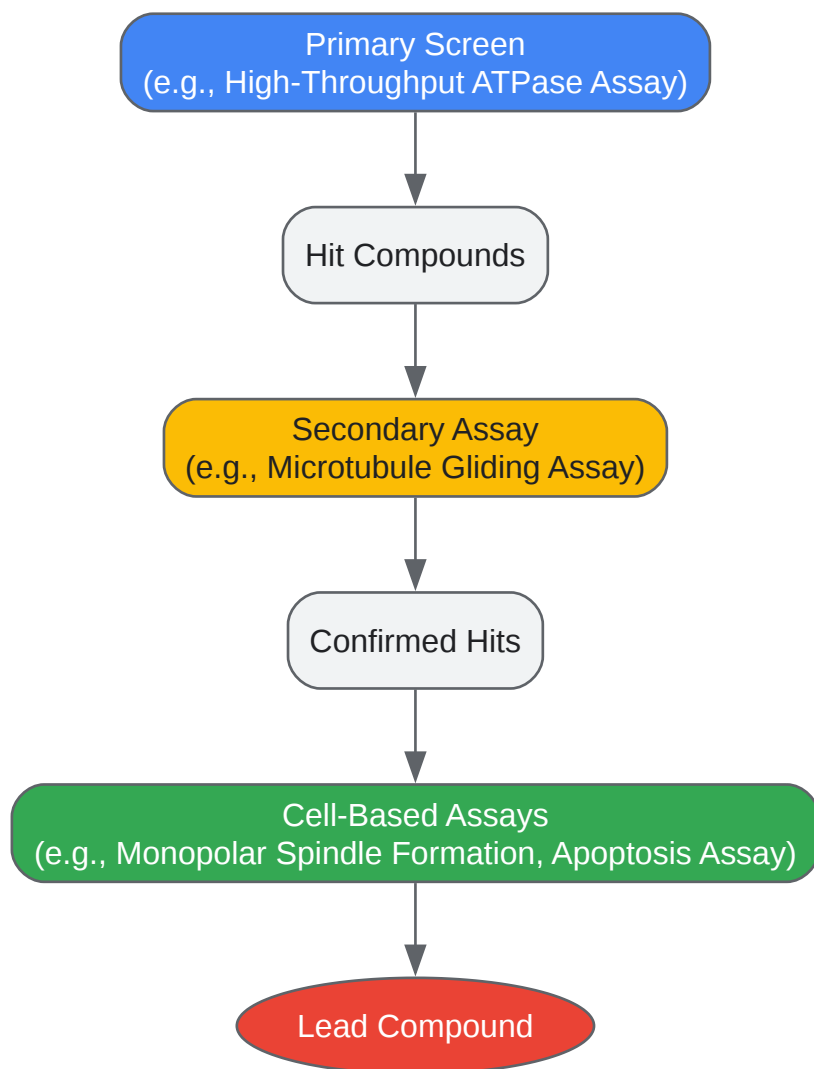 Primary Screen
(e.g., High-Throughput ATPase Assay)
Hit Compounds
Secondary Assay
(e.g., Microtubule Gliding Assay)
Confirmed Hits
Cell-Based Assays
(e.g., Monopolar Spindle Formation, Apoptosis Assay)
Lead Compound